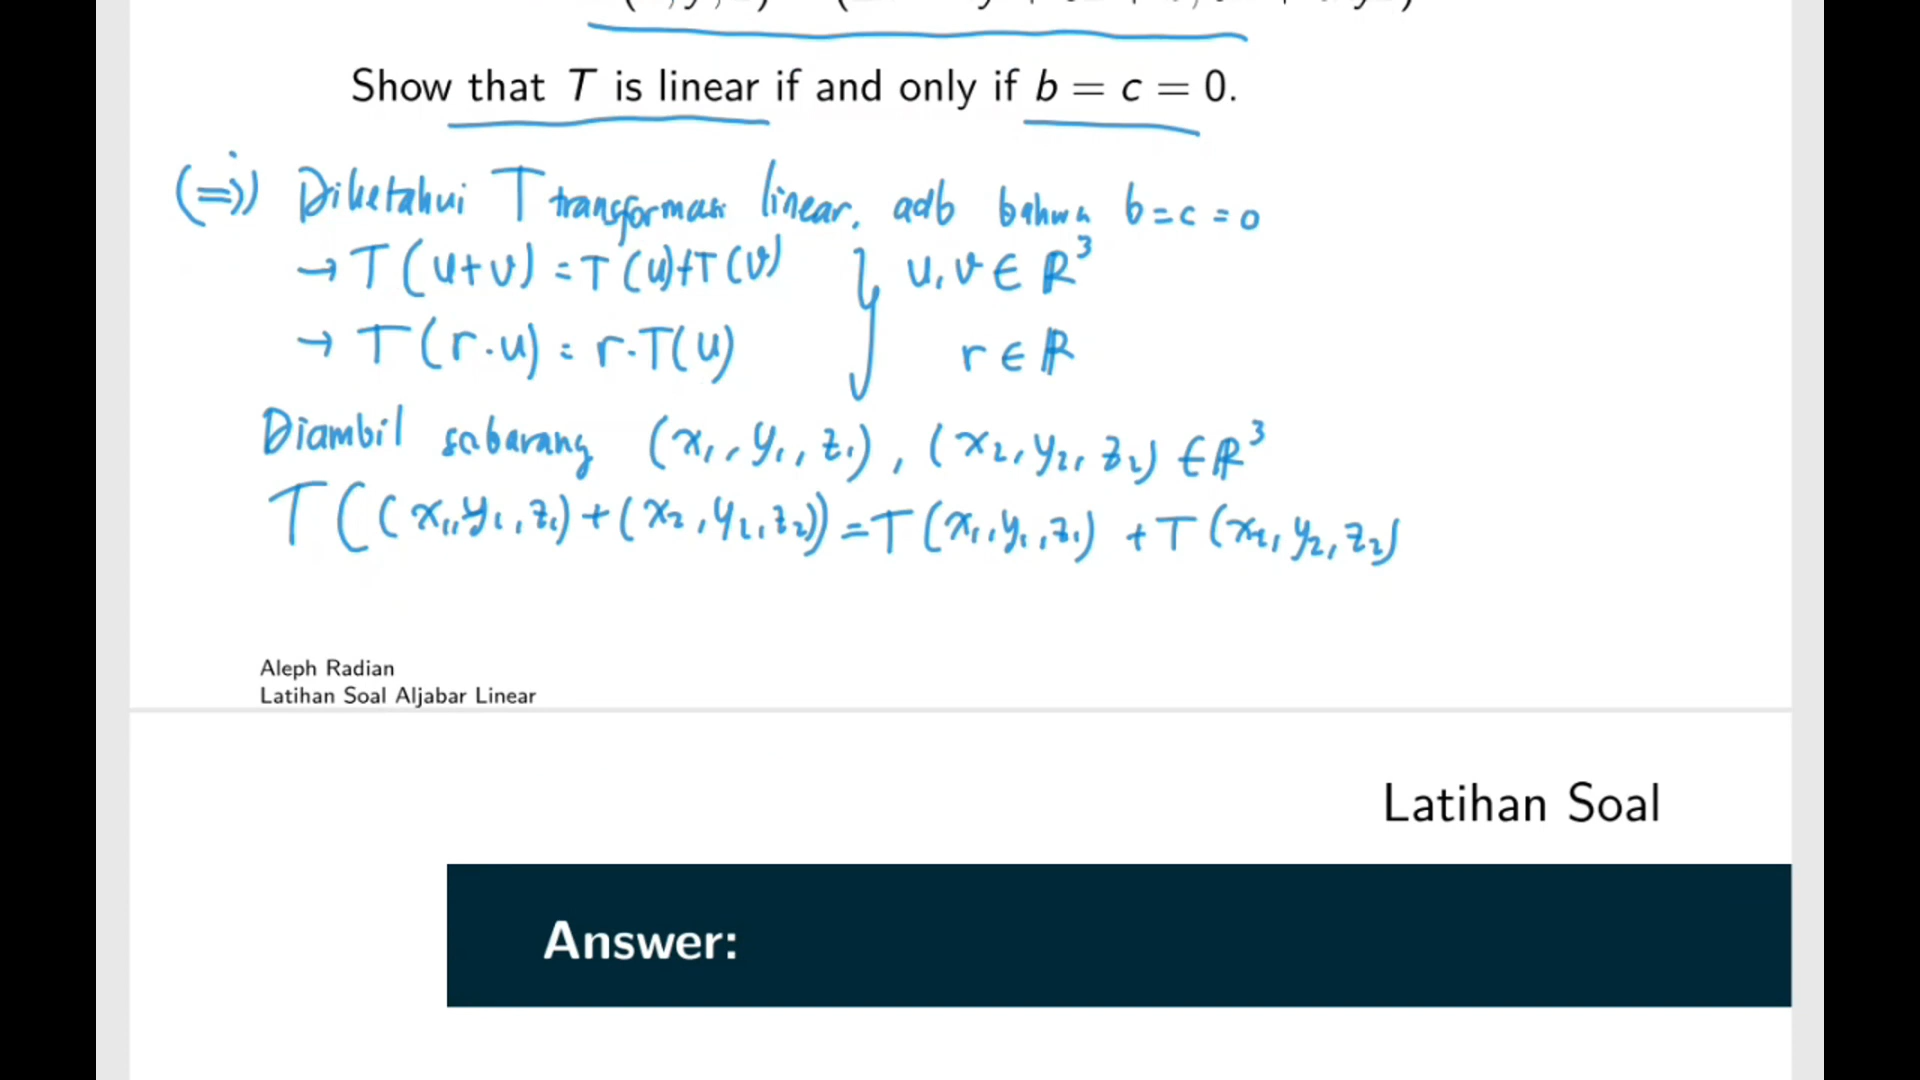 Show that T is linear if and only if b = c = 0.
(⇒) Diketahui T transformasi linear, adb bahwa b = c = 0
→ T(u+v) = T(u)+T(v) } u, v ∈ ℝ³
→ T(r·u) = r·T(u) r ∈ ℝ
Diambil sebarang (x₁, y₁, z₁), (x₂, y₂, z₂) ∈ ℝ³
T((x₁, y₁, z₁) + (x₂, y₂, z₂)) = T(x₁, y₁, z₁) + T(x₂, y₂, z₂)
Aleph Radian
Latihan Soal Aljabar Linear
Latihan Soal
Answer: